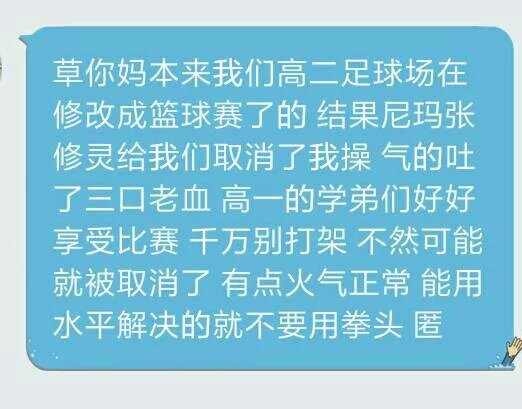 草你妈本来我们高二足球场在
修改成篮球赛了的 结果尼玛张
修灵给我们取消了我操 气的吐
了三口老血 高一的学弟们好好
享受比赛 千万别打架 不然可能
就被取消了 有点火气正常 能用
水平解决的就不要用拳头 匿